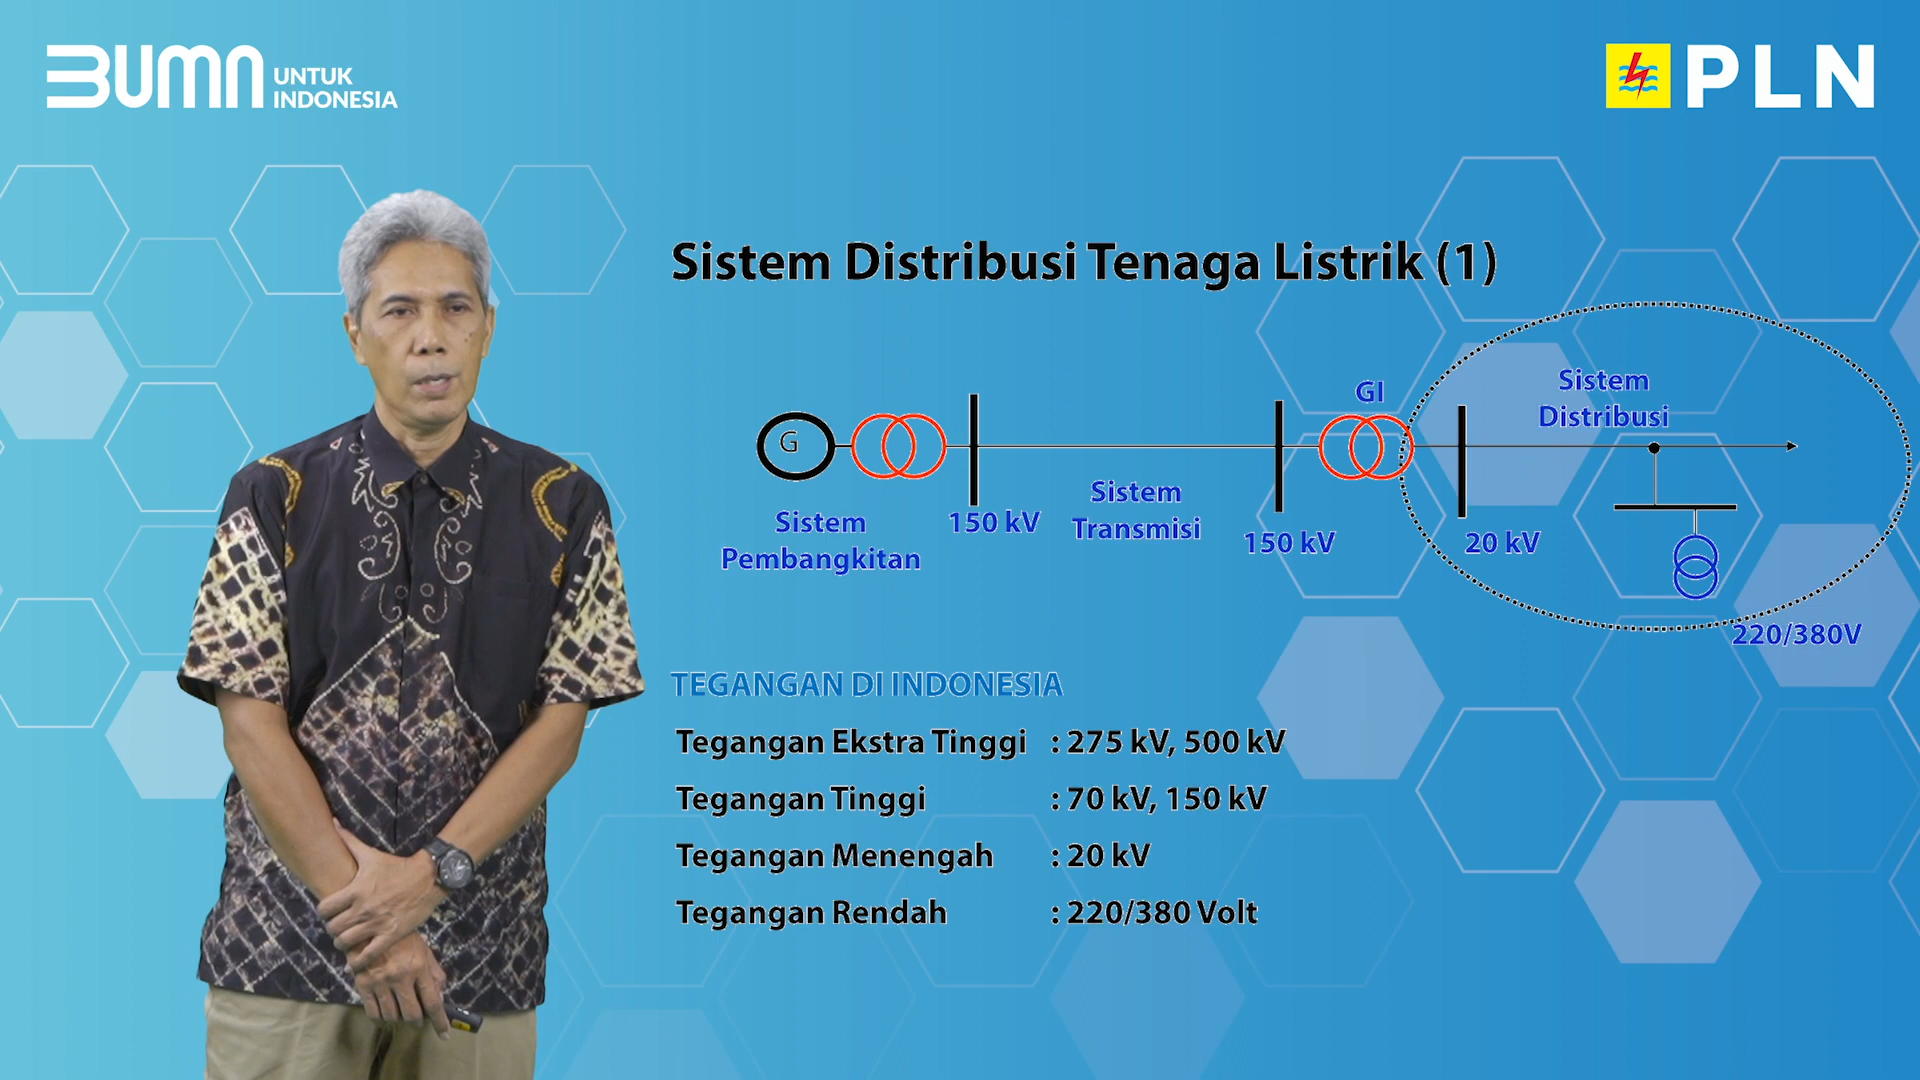 BUMN UNTUK
INDONESIA
PLN
Sistem Distribusi Tenaga Listrik (1)
GI
Sistem
Distribusi
G
Sistem
Pembangkitan
150 kV
Sistem
Transmisi
150 kV
20 kV
220/380V
TEGANGAN DI INDONESIA
Tegangan Ekstra Tinggi : 275 kV, 500 kV
Tegangan Tinggi : 70 kV, 150 kV
Tegangan Menengah : 20 kV
Tegangan Rendah : 220/380 Volt